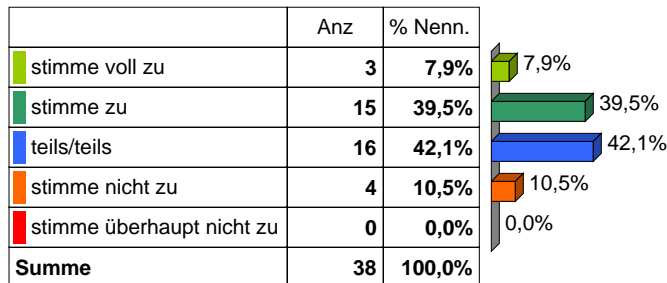 Anz % Nenn.
stimme voll zu 3 7,9% 7,9%
stimme zu 15 39,5% 39,5%
teils/teils 16 42,1% 42,1%
stimme nicht zu 4 10,5% 10,5%
stimme überhaupt nicht zu 0 0,0% 0,0%
Summe 38 100,0%